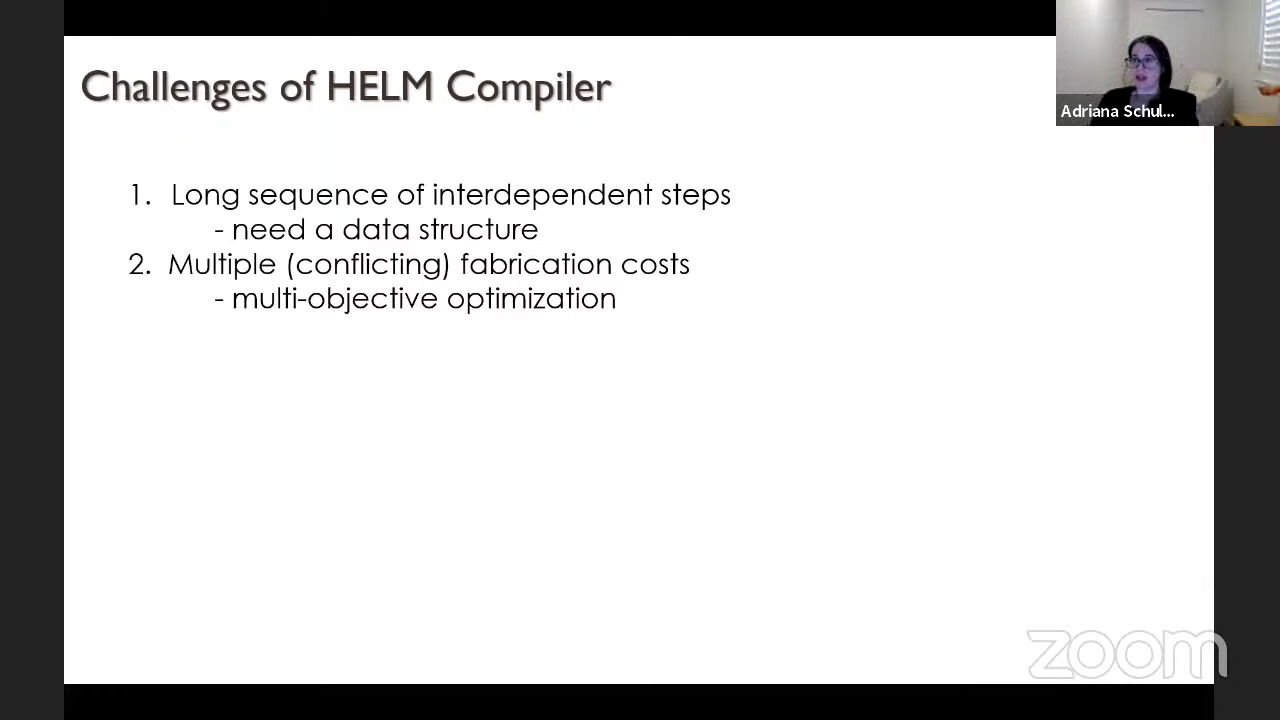 Challenges of HELM Compiler
Adriana Schul...
1. Long sequence of interdependent steps
- need a data structure
2. Multiple (conflicting) fabrication costs
- multi-objective optimization
zoom